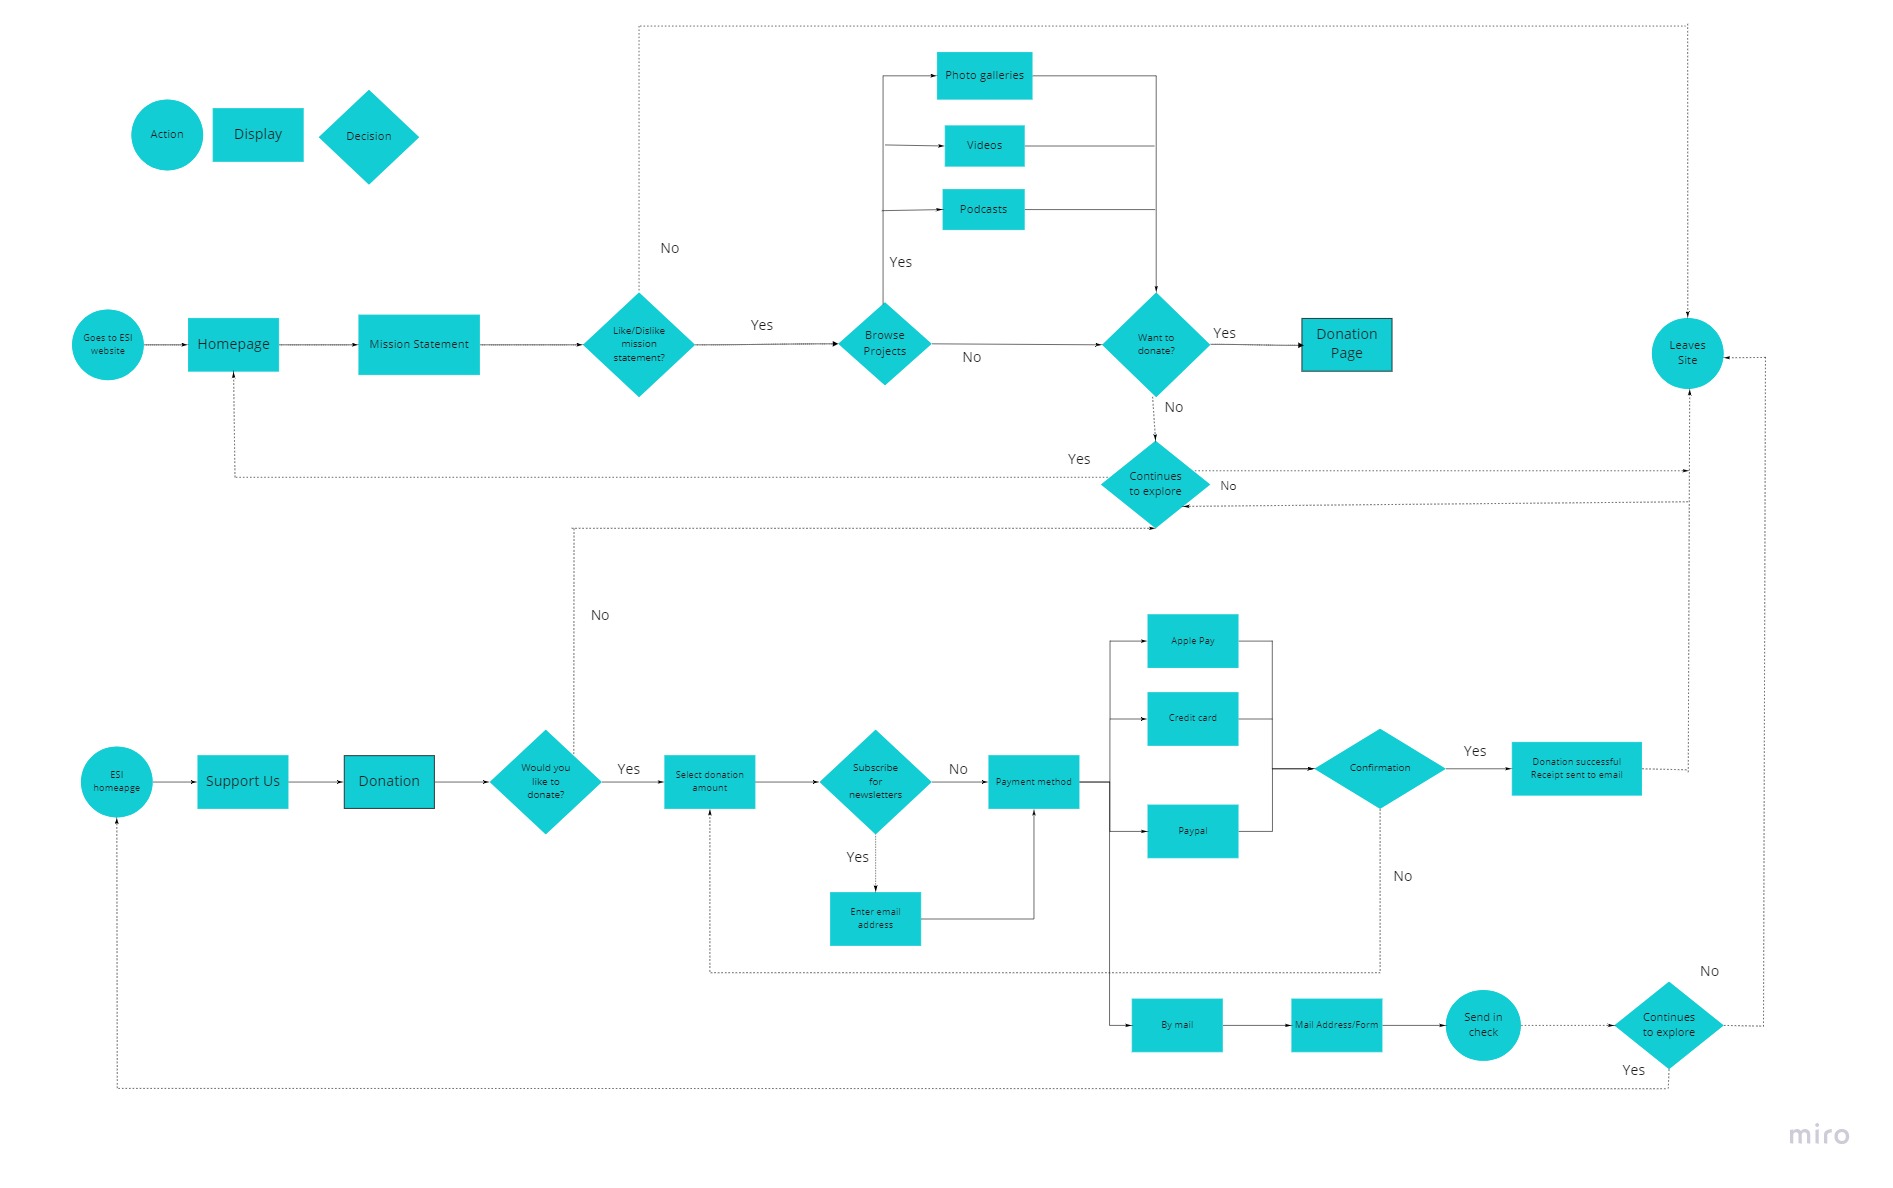 Photo galleries
Action
Display
Decision
Videos
Podcasts
No
Yes
Goes to ESI
website
Homepage
Mission Statement
Like/Dislike
mission
statement?
Yes
Browse
Projects
No
Want to
donate?
Yes
Donation
Page
Leaves
Site
No
Yes
Continues
to explore
No
No
Apple Pay
Credit card
ESI
homeapge
Support Us
Donation
Would you
like to
donate?
Yes
Select donation
amount
Subscribe
for
newsletters
No
Payment method
Confirmation
Yes
Donation successful
Receipt sent to email
Paypal
Yes
No
Enter email
address
No
By mail
Mail Address/Form
Send in
check
Continues
to explore
Yes
miro